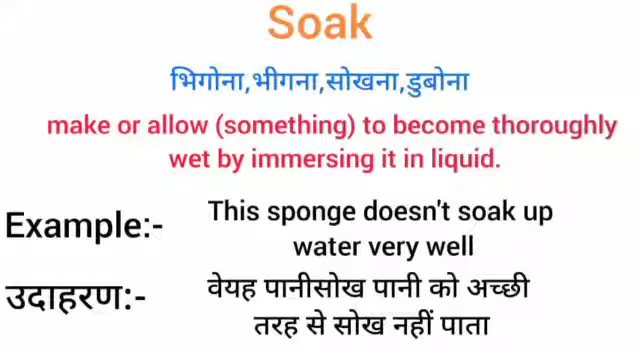 Soak
भिगोना,भीगना,सोखना,डुबोना
make or allow (something) to become thoroughly
wet by immersing it in liquid.
Example:- This sponge doesn't soak up
water very well
उदाहरण:- वेयह पानीसोख पानी को अच्छी
तरह से सोख नहीं पाता